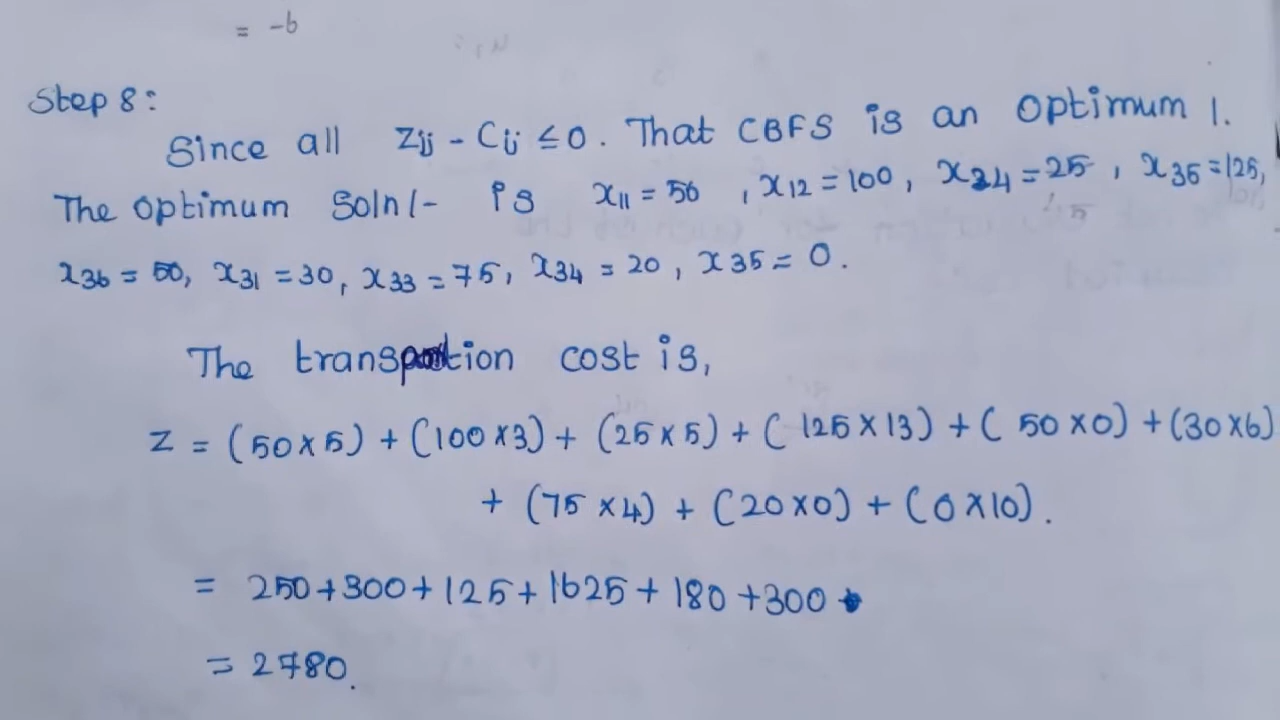 = -6
Step 8:
Since all Zij - Cij ≤ 0. That CBFS is an optimum 1.
The optimum soln/- is x11 = 50 , x12 = 100, x24 = 25 , x35 = 125,
x36 = 50, x31 = 30, x33 = 75, x34 = 20, x35 = 0.
The transpotion cost is,
Z = (50 x 5) + (100 x 3) + (25 x 5) + ( 125 x 13) + ( 50 x 0) + (30 x 6)
+ (75 x 4) + (20 x 0) + (0 x 10).
= 250 + 300 + 125 + 1625 + 180 + 300
= 2780.